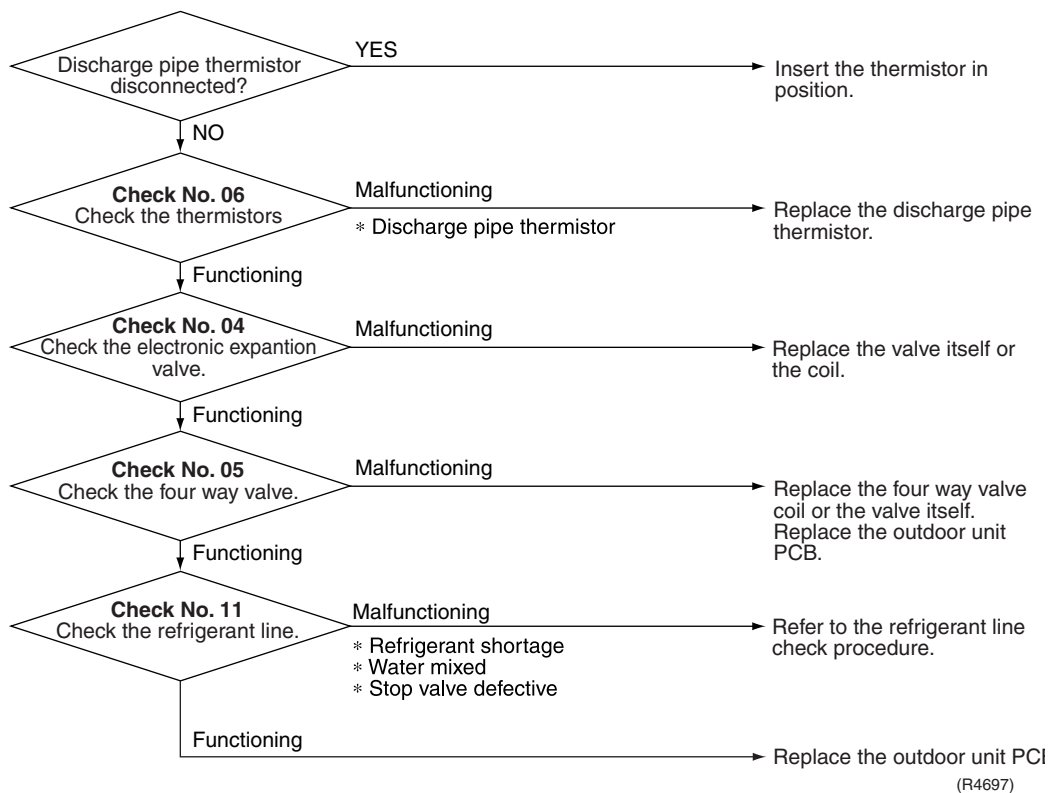 Discharge pipe thermistor
disconnected?
YES
Insert the thermistor in
position.
NO
Check No. 06
Check the thermistors
Malfunctioning
* Discharge pipe thermistor
Replace the discharge pipe
thermistor.
Functioning
Check No. 04
Check the electronic expantion
valve.
Malfunctioning
Replace the valve itself or
the coil.
Functioning
Check No. 05
Check the four way valve.
Malfunctioning
Replace the four way valve
coil or the valve itself.
Replace the outdoor unit
PCB.
Functioning
Check No. 11
Check the refrigerant line.
Malfunctioning
* Refrigerant shortage
* Water mixed
* Stop valve defective
Refer to the refrigerant line
check procedure.
Functioning
Replace the outdoor unit PC
(R4697)